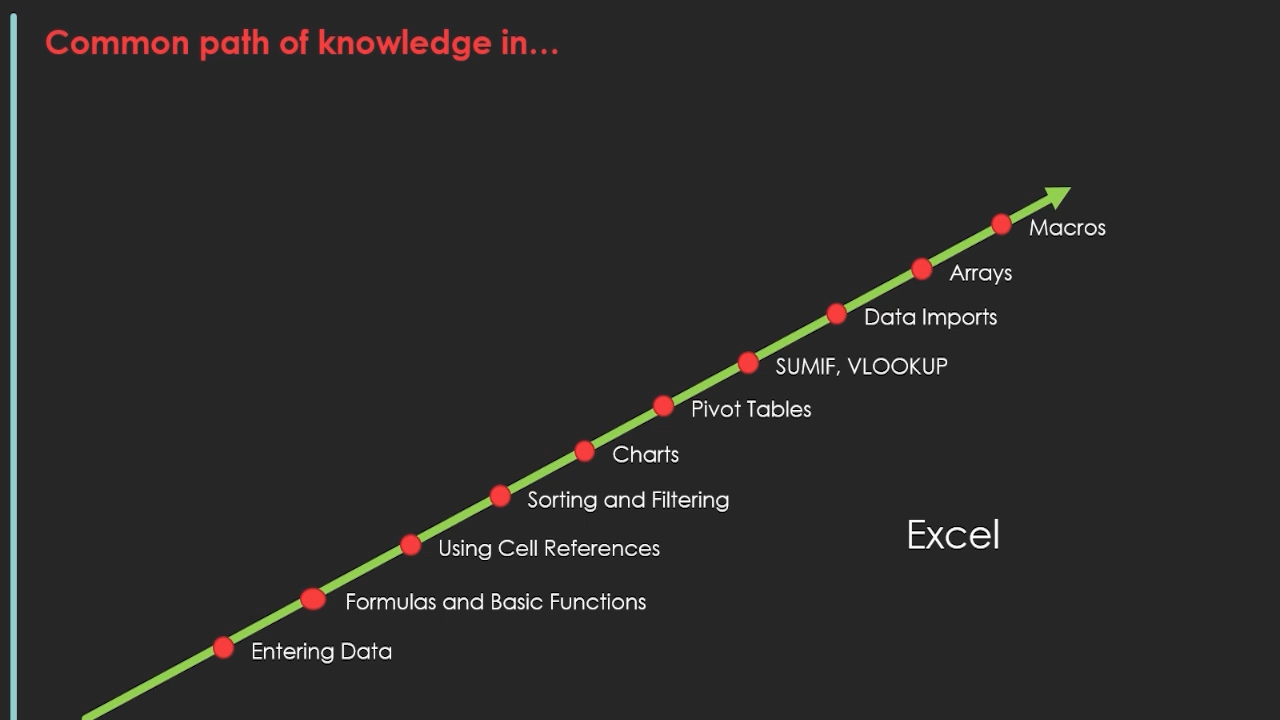 Common path of knowledge in...
Macros
Arrays
Data Imports
SUMIF, VLOOKUP
Pivot Tables
Charts
Sorting and Filtering
Excel
Using Cell References
Formulas and Basic Functions
Entering Data